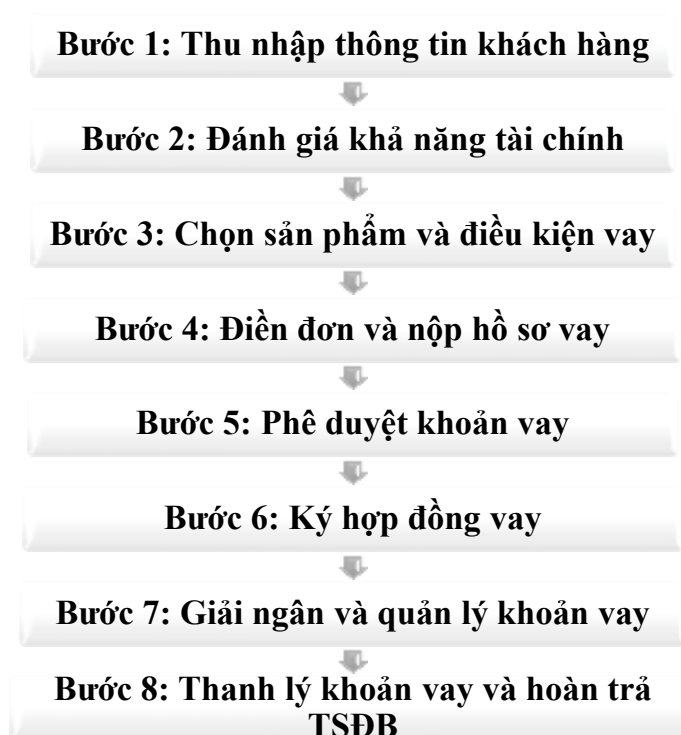 Bước 1: Thu nhập thông tin khách hàng
Bước 2: Đánh giá khả năng tài chính
Bước 3: Chọn sản phẩm và điều kiện vay
Bước 4: Điền đơn và nộp hồ sơ vay
Bước 5: Phê duyệt khoản vay
Bước 6: Ký hợp đồng vay
Bước 7: Giải ngân và quản lý khoản vay
Bước 8: Thanh lý khoản vay và hoàn trả
TSĐB